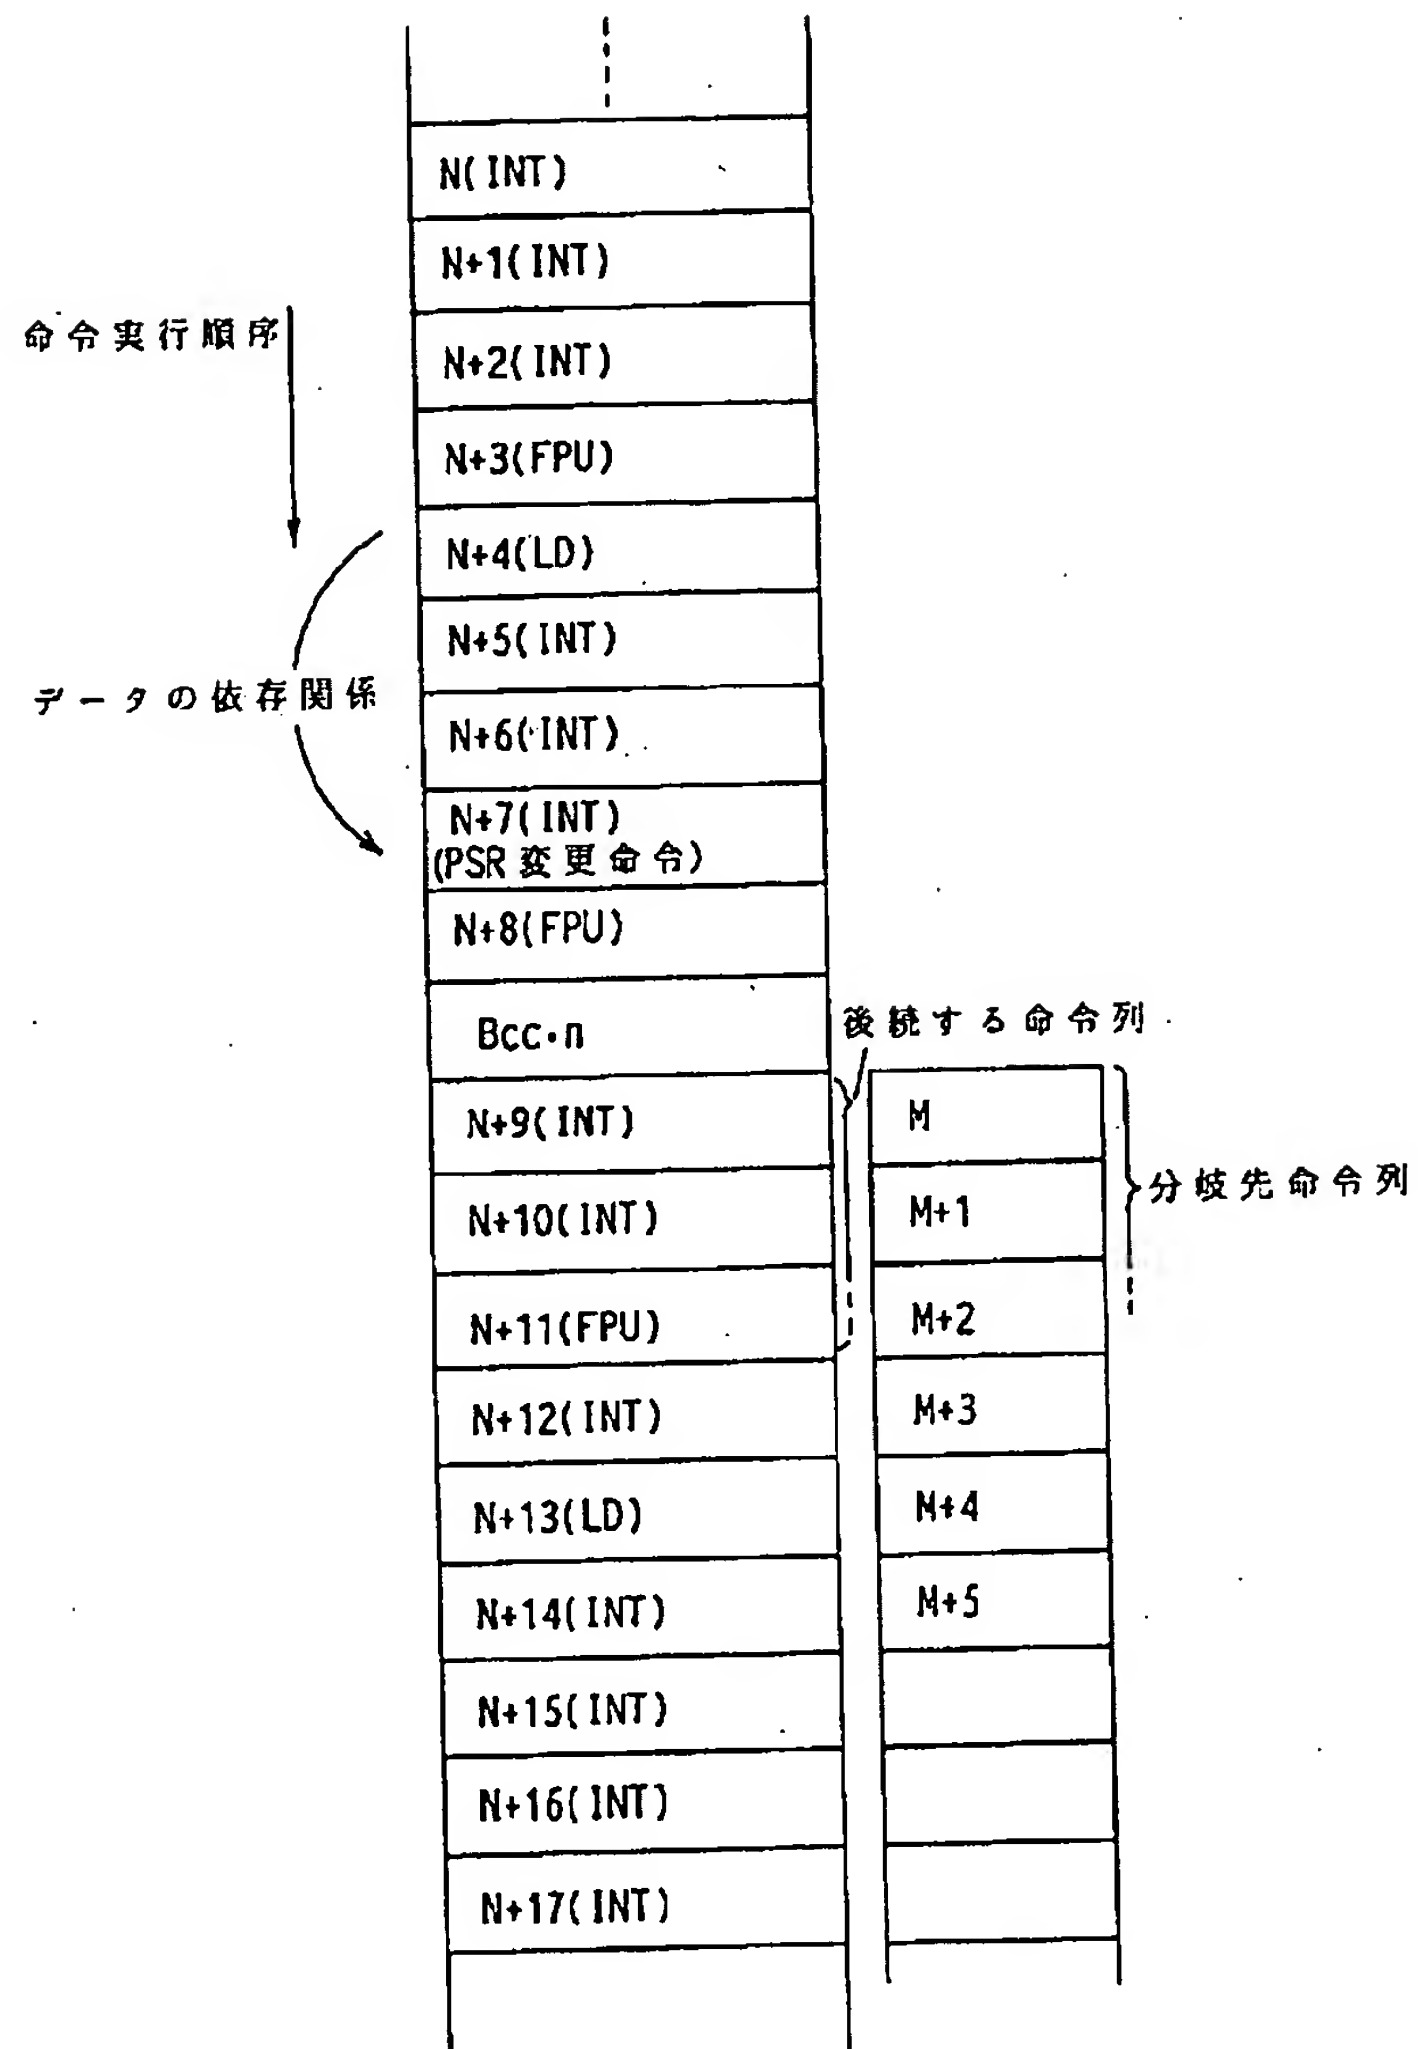 N(INT)
N+1(INT)
命令実行順序
N+2(INT)
N+3(FPU)
N+4(LD)
N+5(INT)
データの依存関係
N+6(INT)
N+7(INT)
(PSR変更命令)
N+8(FPU)
Bcc・n
後続する命令列
N+9(INT)
N+10(INT)
N+11(FPU)
N+12(INT)
N+13(LD)
N+14(INT)
N+15(INT)
N+16(INT)
N+17(INT)
M
M+1
分岐先命令列
M+2
M+3
M+4
M+5